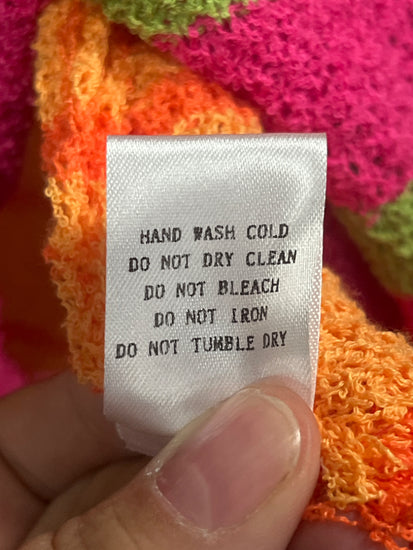 HAND WASH COLD
DO NOT DRY CLEAN
DO NOT BLEACH
DO NOT IRON
DO NOT TUMBLE DRY